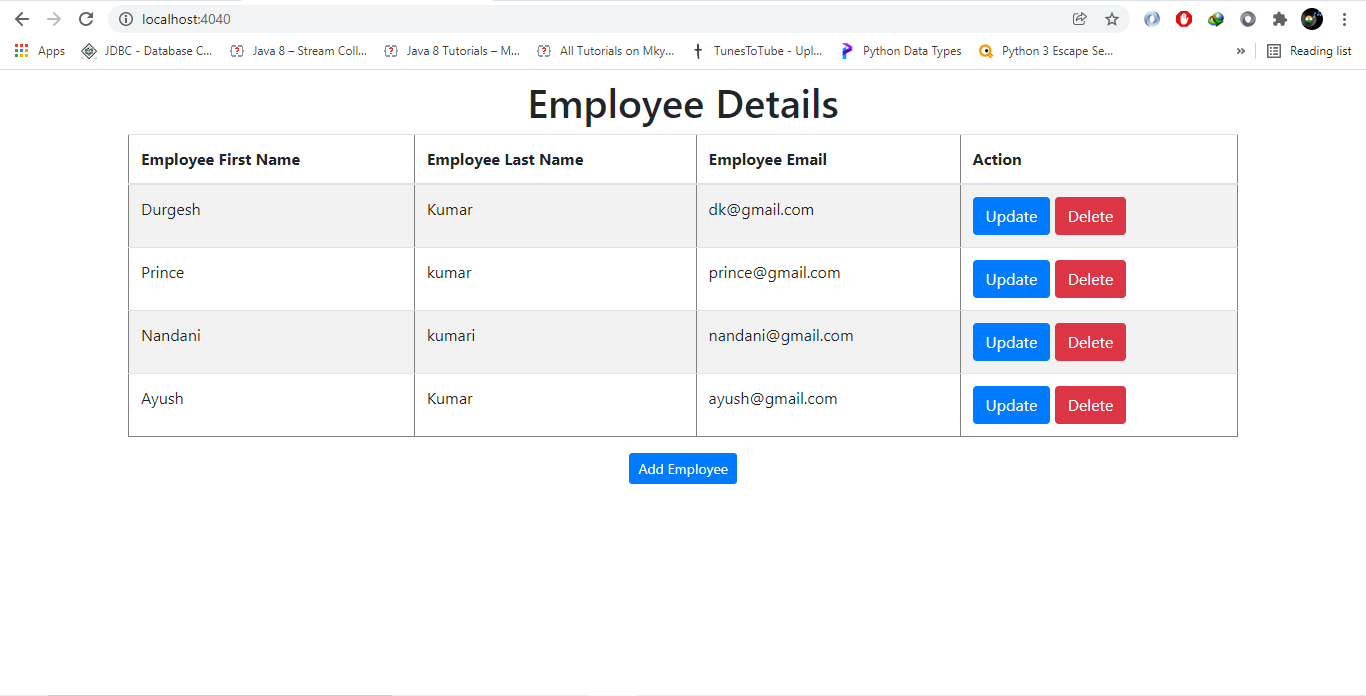 localhost:4040
Apps JDBC - Database C... Java 8 – Stream Coll... Java 8 Tutorials – M... All Tutorials on Mky... TunesToTube - Upl... Python Data Types Python 3 Escape Se... » Reading list
Employee Details
Employee First Name Employee Last Name Employee Email Action
Durgesh Kumar dk@gmail.com Update Delete
Prince kumar prince@gmail.com Update Delete
Nandani kumari nandani@gmail.com Update Delete
Ayush Kumar ayush@gmail.com Update Delete
Add Employee